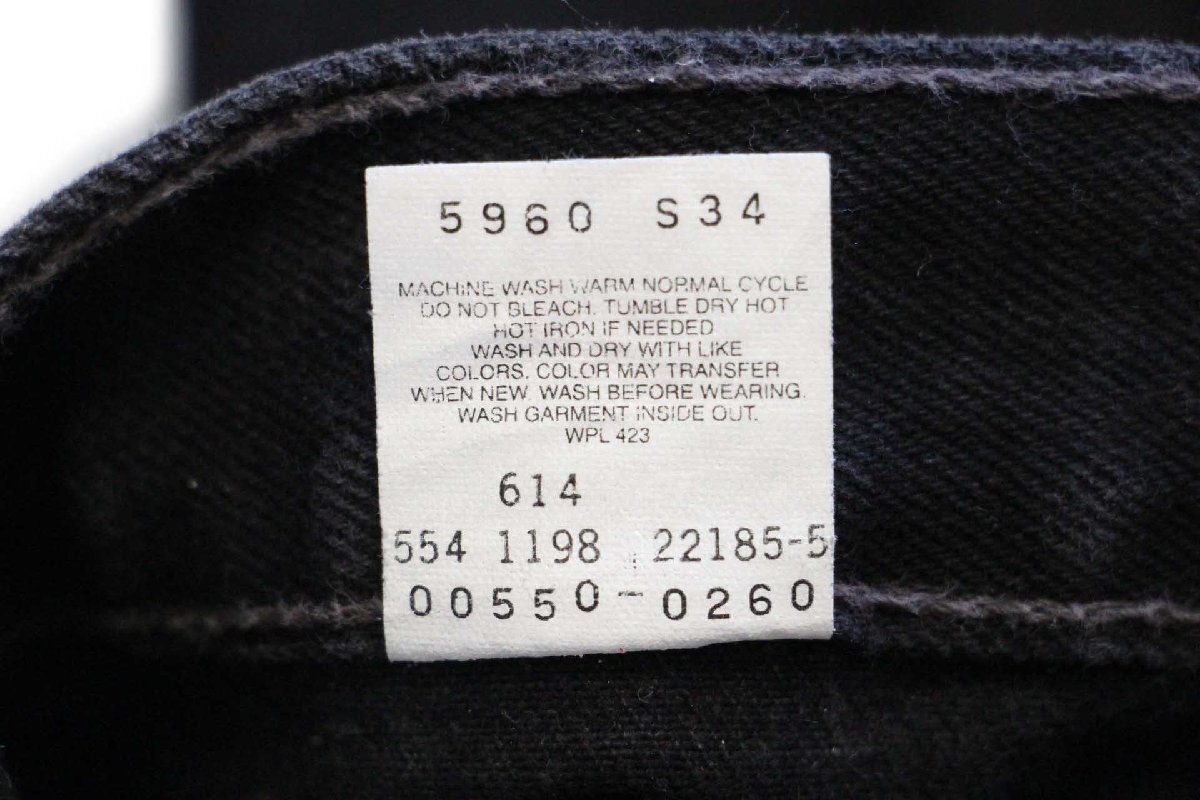 5960 S34
MACHINE WASH WARM NORMAL CYCLE
DO NOT BLEACH. TUMBLE DRY HOT
HOT IRON IF NEEDED
WASH AND DRY WITH LIKE
COLORS. COLOR MAY TRANSFER
WHEN NEW. WASH BEFORE WEARING.
WASH GARMENT INSIDE OUT.
WPL 423
614
554 1198 22185-5
00550-0260